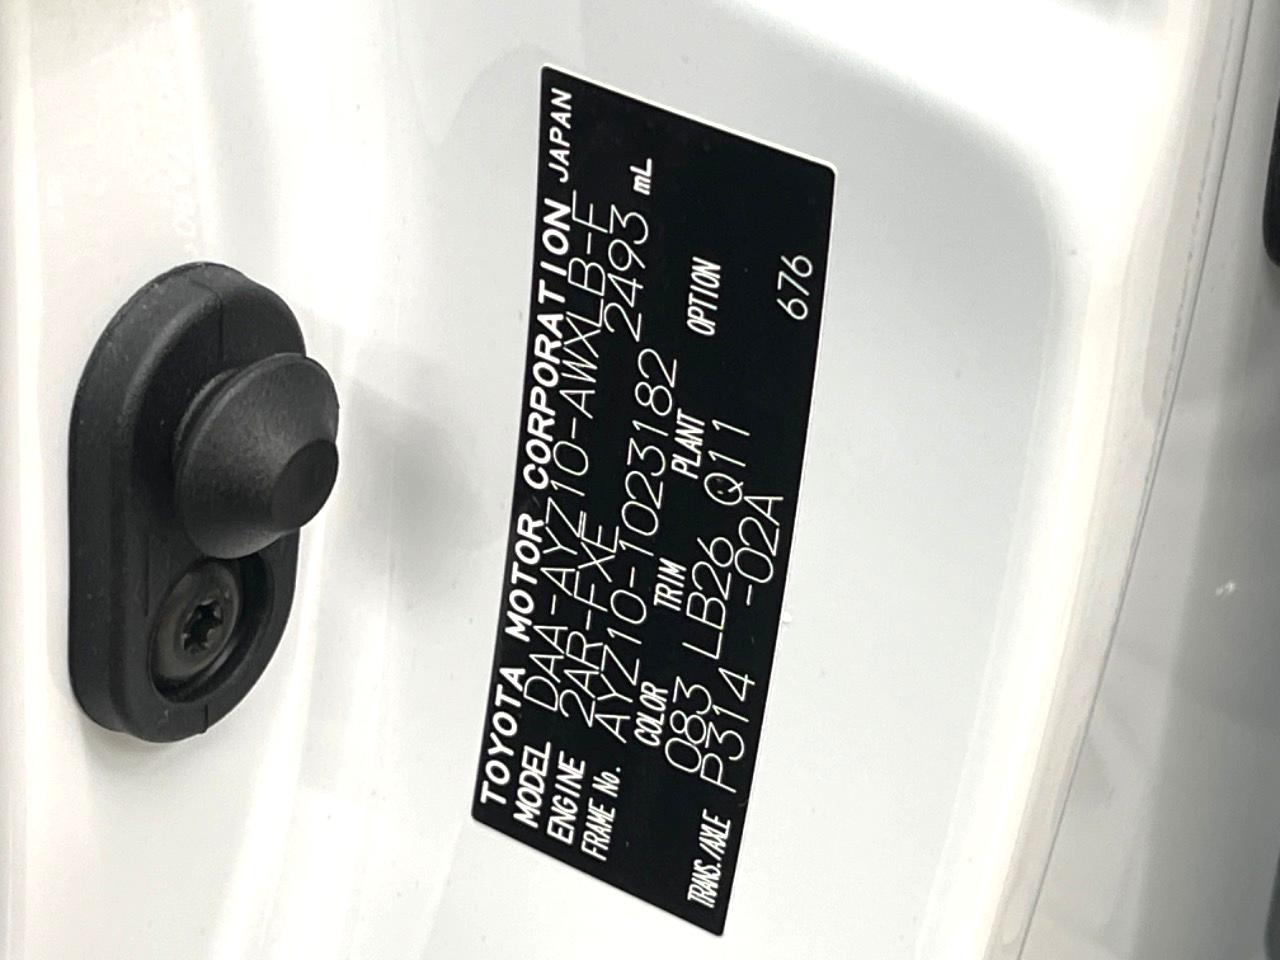 TOYOTA MOTOR CORPORATION JAPAN
MODEL DAA-AYZ10-AWXLB-E
ENGINE 2AR-FXE 2493 mL
FRAME No. AYZ10-1023182
COLOR TRIM PLANT OPTION
083 LB26 Q11
TRANS./AXLE P314 -02A 676